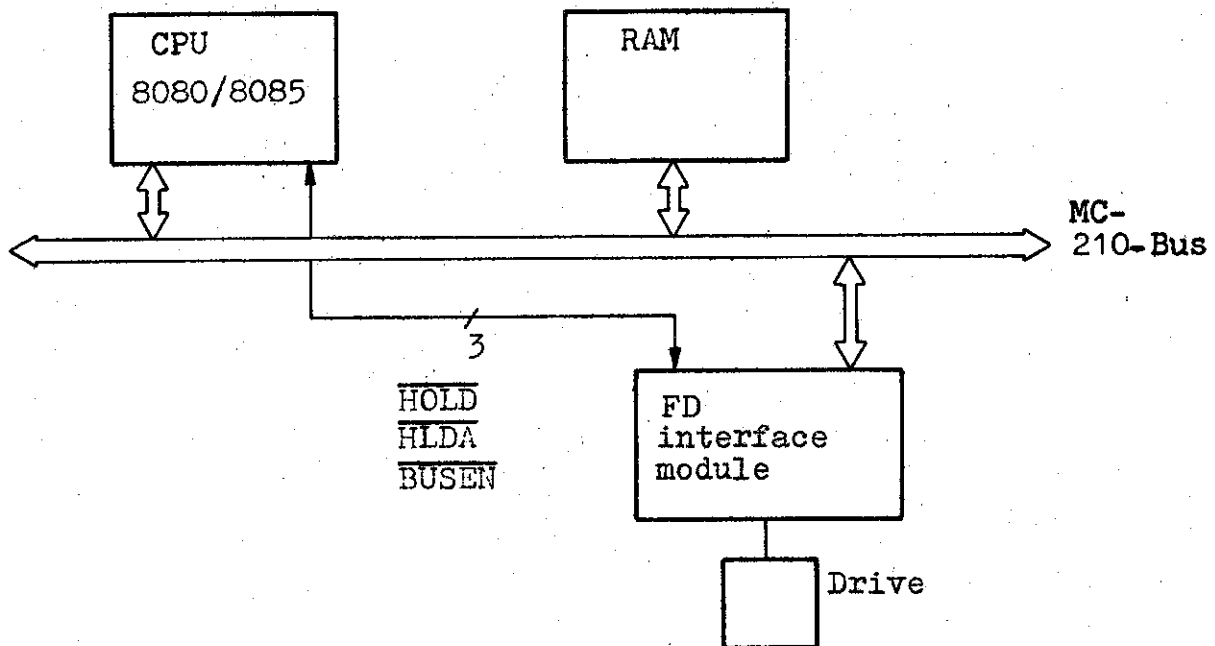 CPU
8080/8085
RAM
MC-
210-Bus
3
HOLD
HLDA
BUSEN
FD
interface
module
Drive